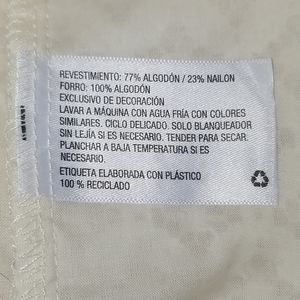 REVESTIMIENTO: 77% ALGODÓN / 23% NAILON
FORRO: 100% ALGODÓN
EXCLUSIVO DE DECORACIÓN
LAVAR A MÁQUINA CON AGUA FRÍA CON COLORES
SIMILARES. CICLO DELICADO. SOLO BLANQUEADOR
SIN LEJÍA SI ES NECESARIO. TENDER PARA SECAR.
PLANCHAR A BAJA TEMPERATURA SI ES
NECESARIO.
ETIQUETA ELABORADA CON PLÁSTICO
100 % RECICLADO